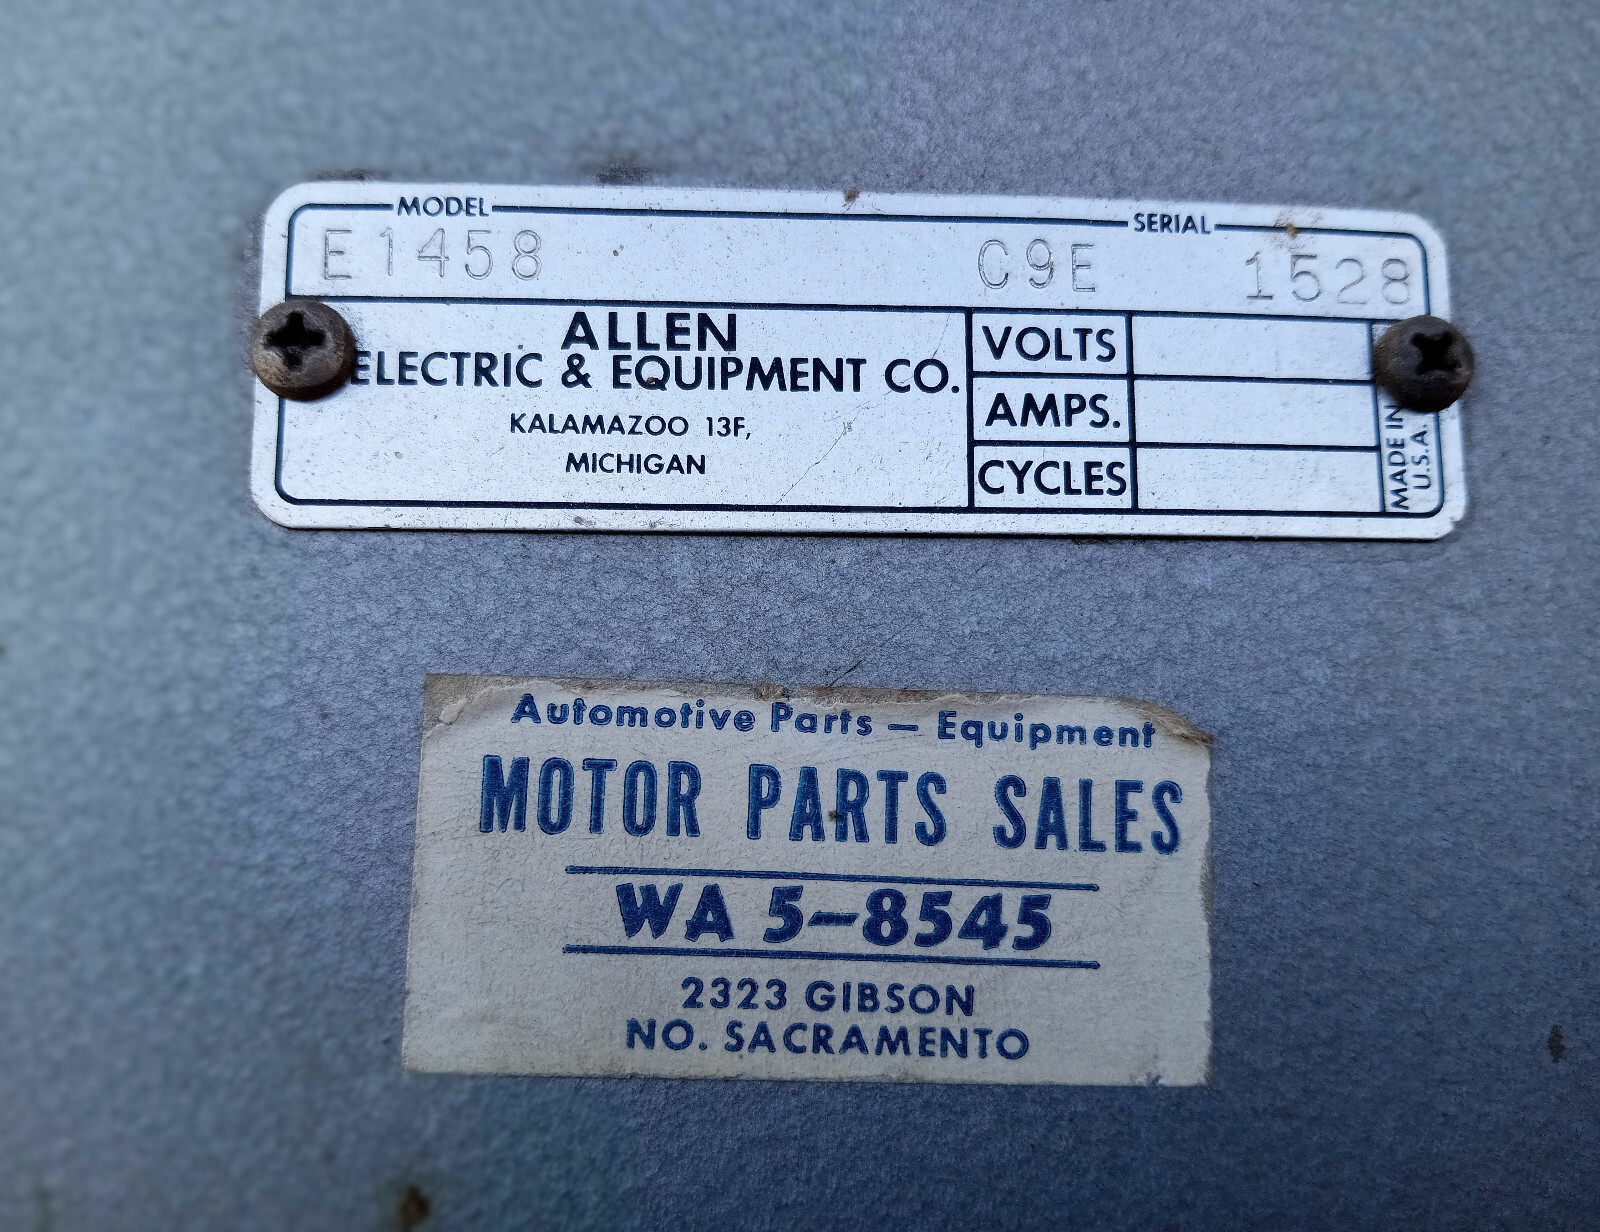 MODEL SERIAL
E1458 C9E 1528
ALLEN
ELECTRIC & EQUIPMENT CO.
KALAMAZOO 13F,
MICHIGAN
VOLTS
AMPS.
CYCLES
MADE IN
U.S.A.
Automotive Parts — Equipment
MOTOR PARTS SALES
WA 5-8545
2323 GIBSON
NO. SACRAMENTO